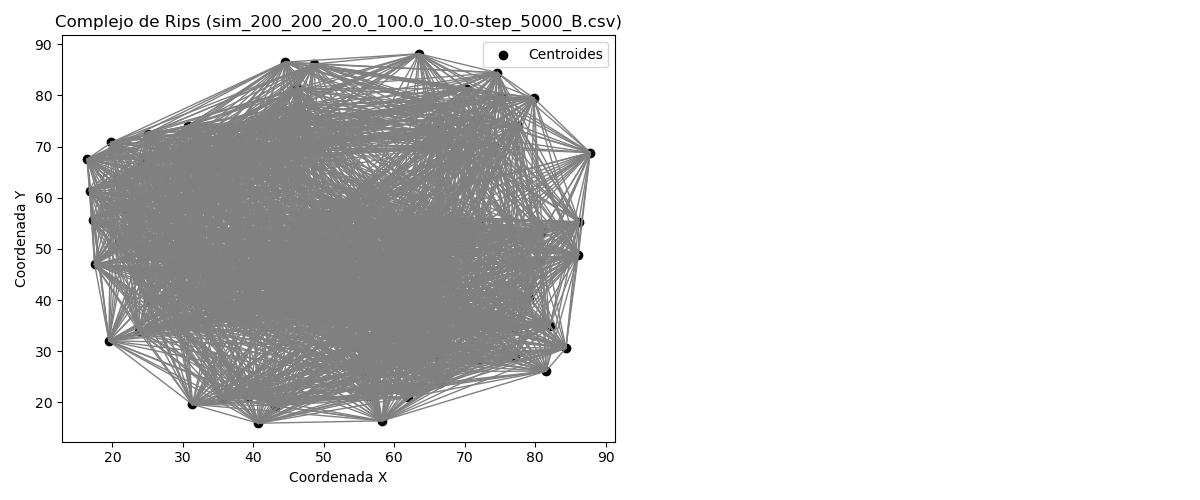 Complejo de Rips (sim_200_200_20.0_100.0_10.0-step_5000_B.csv)
Centroides
90
80
70
60
50
40
30
20
Coordenada Y
20 30 40 50 60 70 80 90
Coordenada X